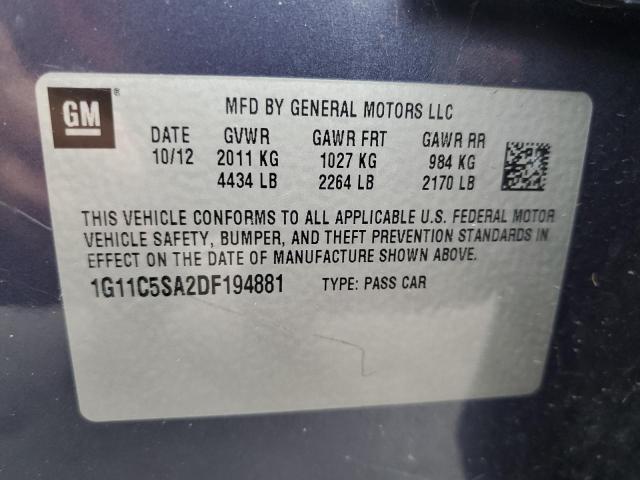 GM®
MFD BY GENERAL MOTORS LLC
DATE GVWR GAWR FRT GAWR RR
10/12 2011 KG 1027 KG 984 KG
4434 LB 2264 LB 2170 LB
THIS VEHICLE CONFORMS TO ALL APPLICABLE U.S. FEDERAL MOTOR
VEHICLE SAFETY, BUMPER, AND THEFT PREVENTION STANDARDS IN
EFFECT ON THE DATE OF MANUFACTURE SHOWN ABOVE.
1G11C5SA2DF194881 TYPE: PASS CAR